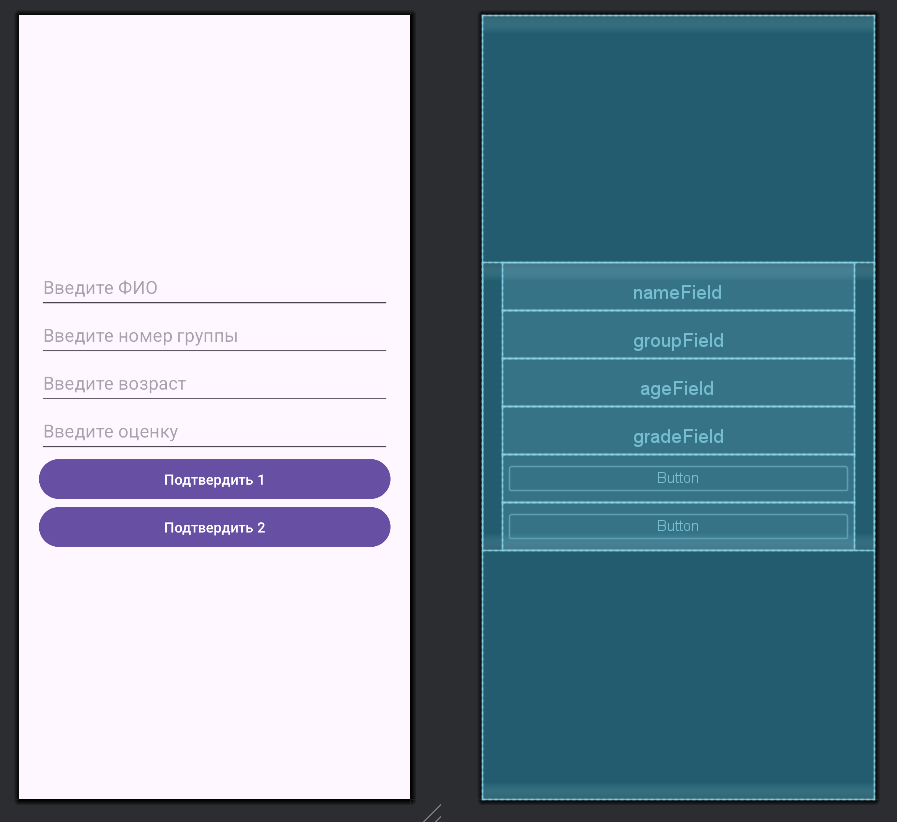 Введите ФИО
Введите номер группы
Введите возраст
Введите оценку
Подтвердить 1
Подтвердить 2
nameField
groupField
ageField
gradeField
Button
Button